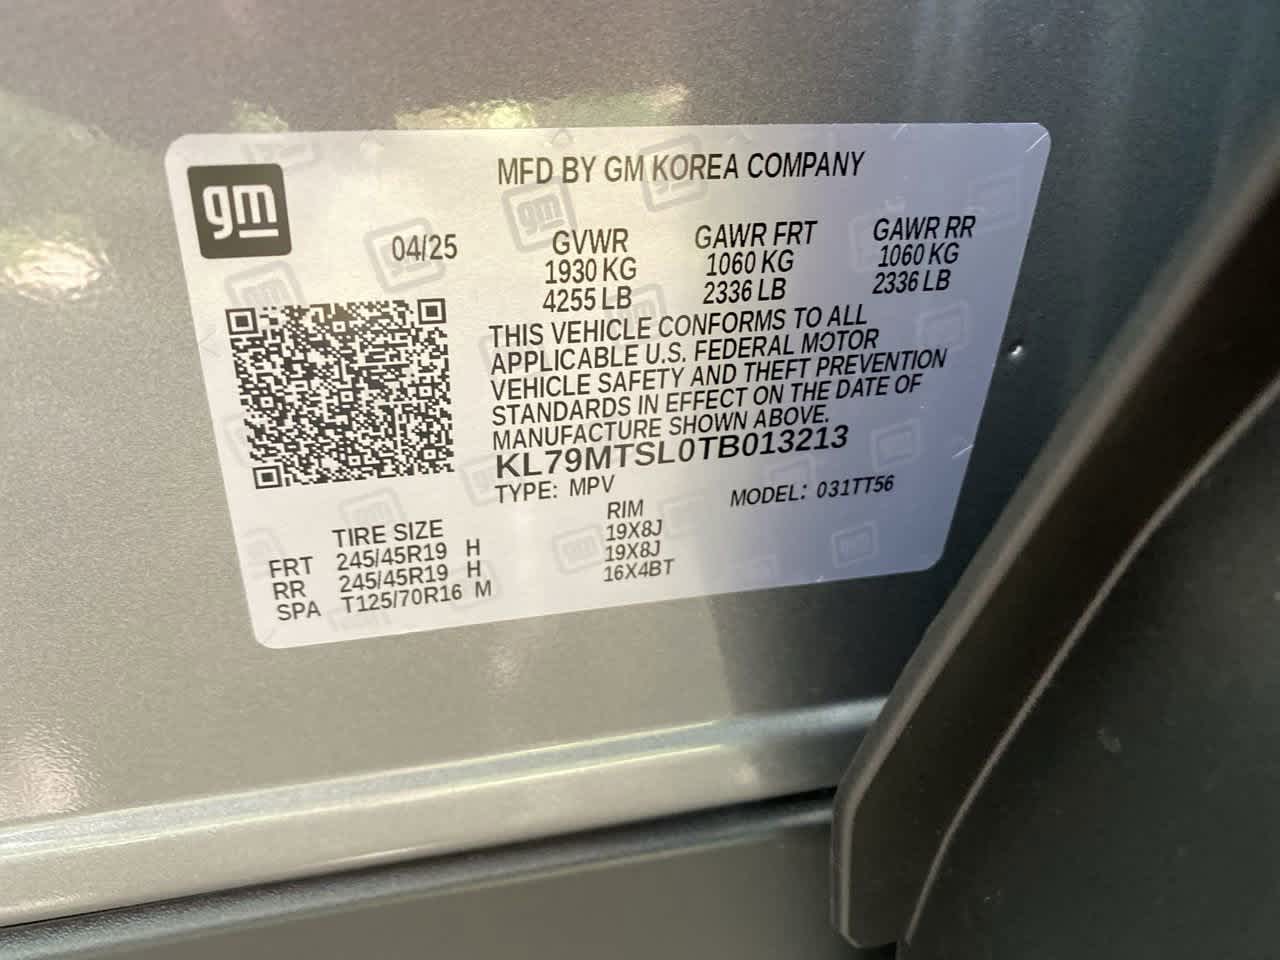 gm
MFD BY GM KOREA COMPANY
04/25
GVWR GAWR FRT GAWR RR
1930 KG 1060 KG 1060 KG
4255 LB 2336 LB 2336 LB
THIS VEHICLE CONFORMS TO ALL
APPLICABLE U.S. FEDERAL MOTOR
VEHICLE SAFETY AND THEFT PREVENTION
STANDARDS IN EFFECT ON THE DATE OF
MANUFACTURE SHOWN ABOVE.
KL79MTSL0TB013213
TYPE: MPV MODEL: 031TT56
TIRE SIZE RIM
FRT 245/45R19 H 19X8J
RR 245/45R19 H 19X8J
SPA T125/70R16 M 16X4BT